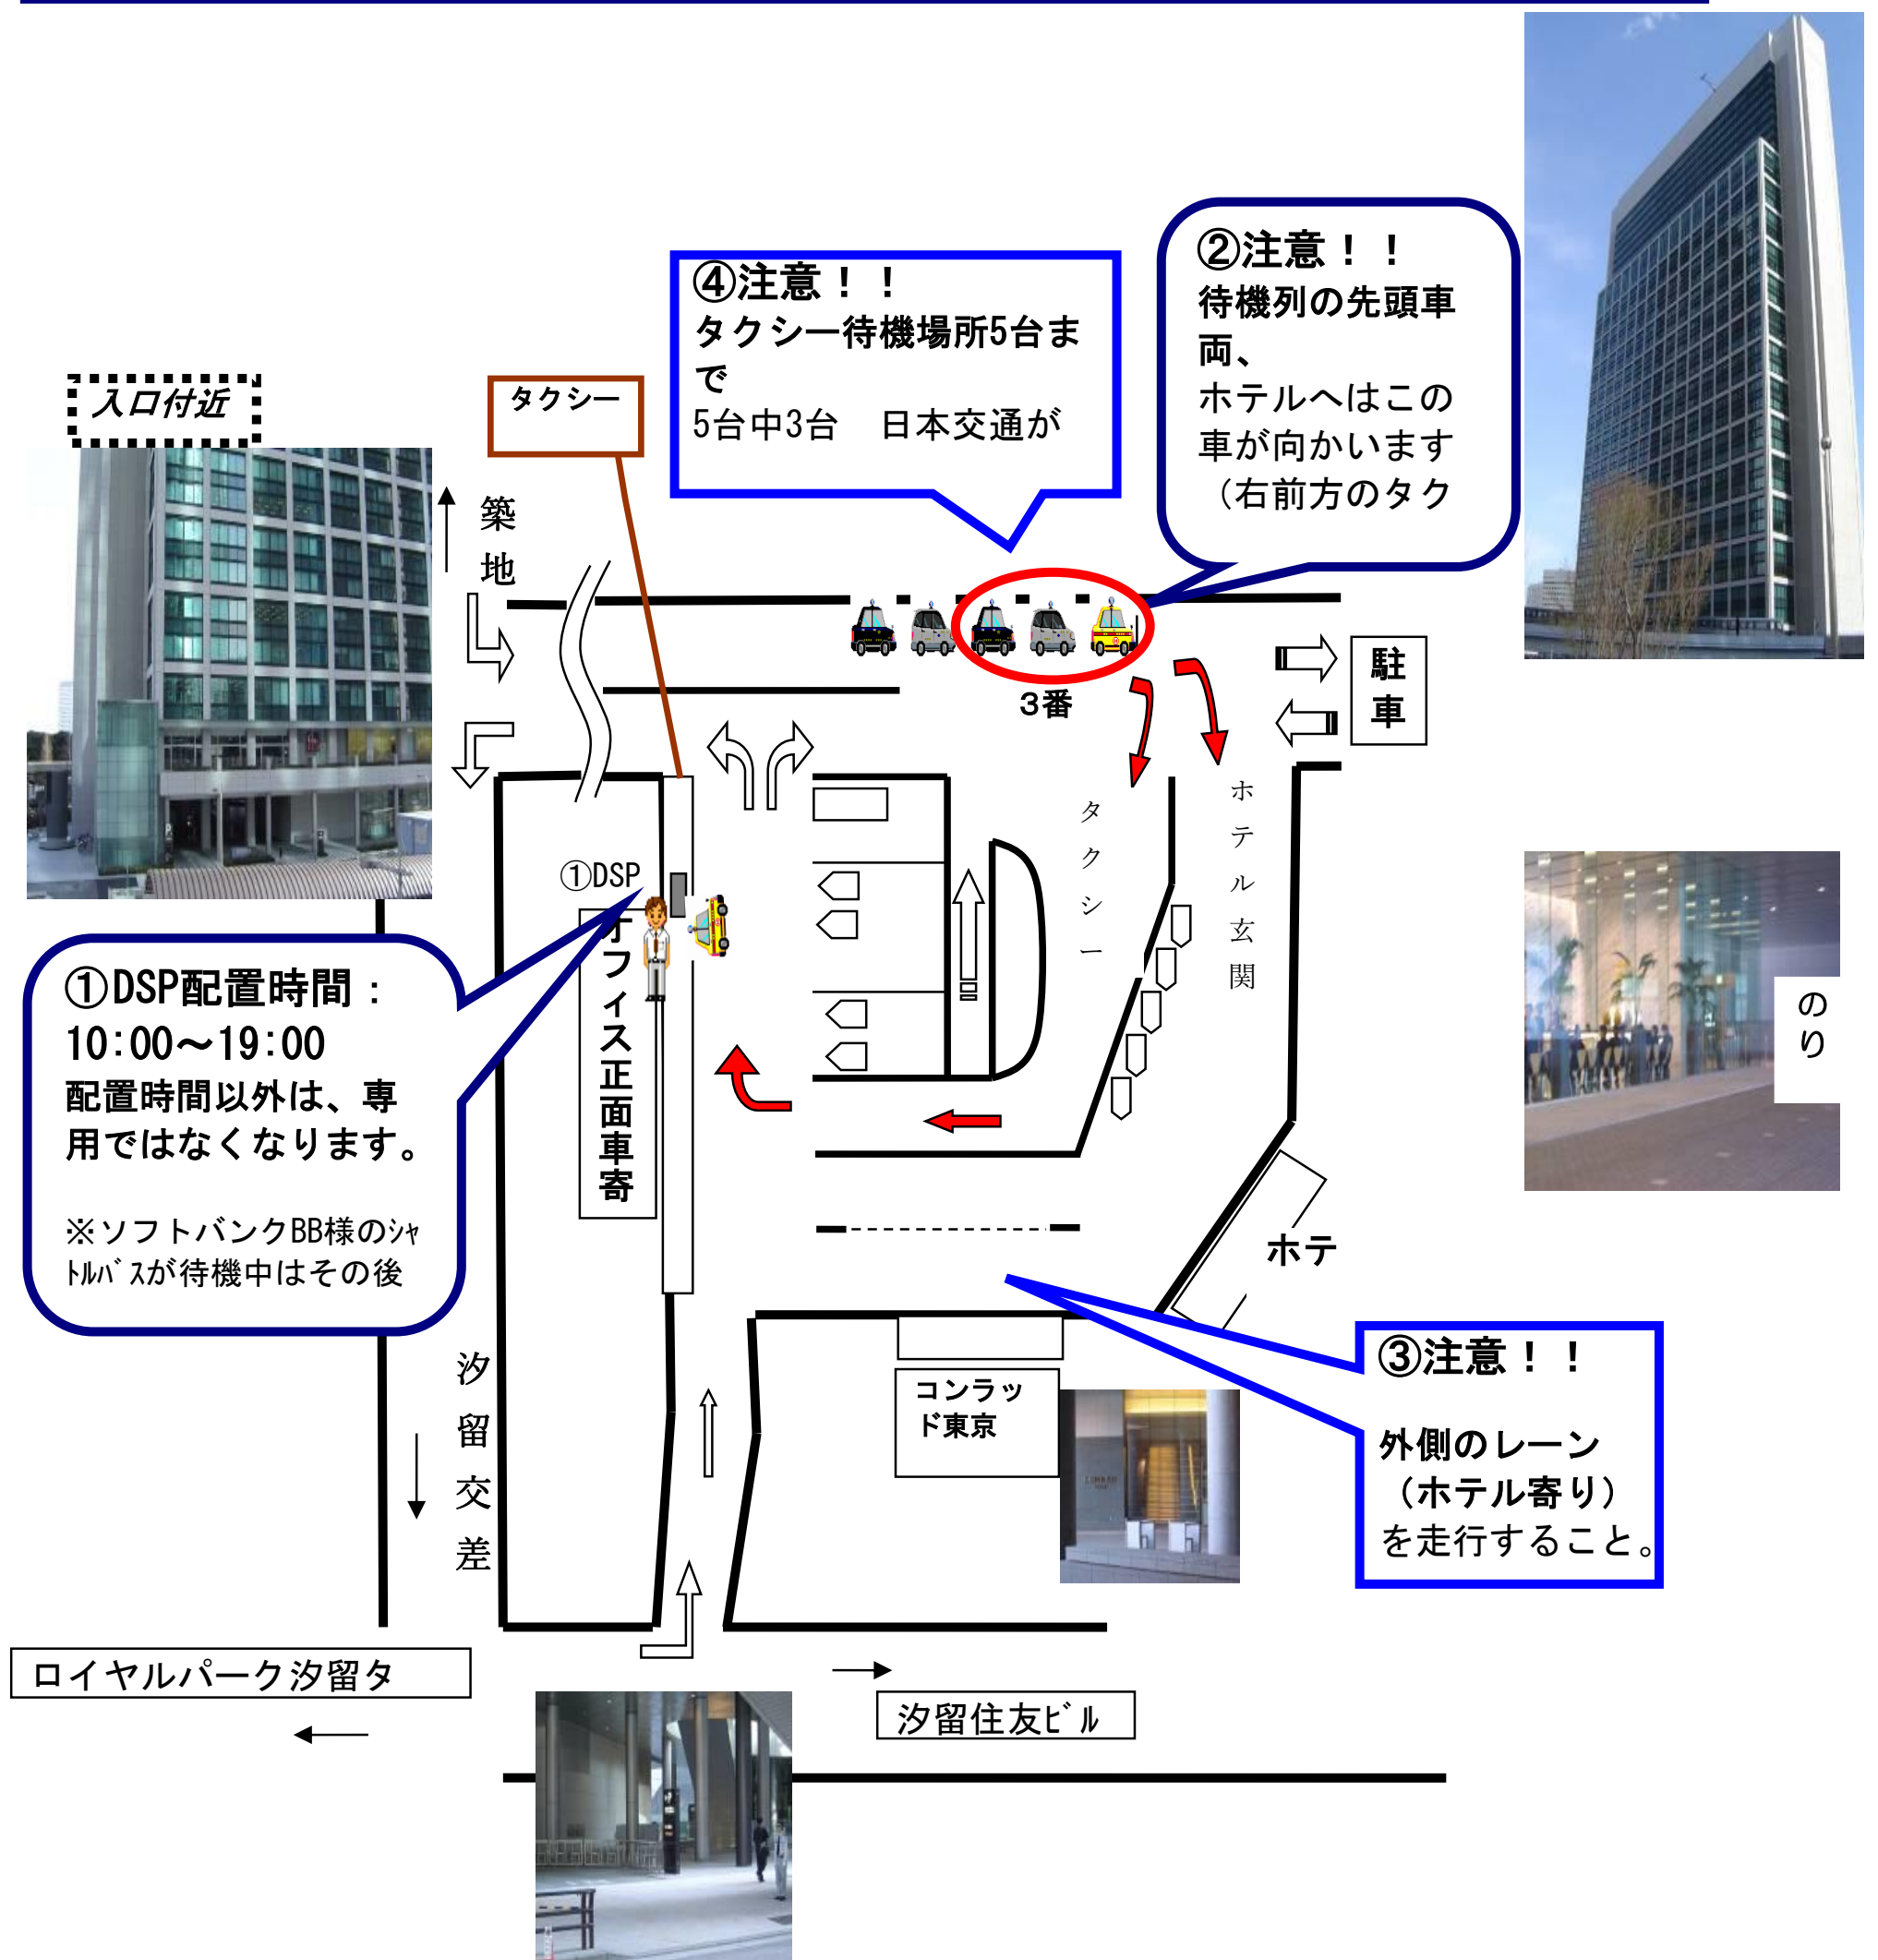 ②注意！！
待機列の先頭車
両、
ホテルへはこの
車が向かいます
（右前方のタク
④注意！！
タクシー待機場所5台ま
で
5台中3台　日本交通が
入口付近
タクシー
築地
3番
駐車
タクシー
ホテル玄関
①DSP
オフィス正面車寄
①DSP配置時間：
10:00～19:00
配置時間以外は、専
用ではなくなります。
※ソフトバンクBB様のｼｬ
ﾄﾙﾊﾞｽが待機中はその後
のり
ホテ
③注意！！
外側のレーン
（ホテル寄り）
を走行すること。
コンラッ
ド東京
汐留交差
ロイヤルパーク汐留タ
汐留住友ﾋﾞﾙ